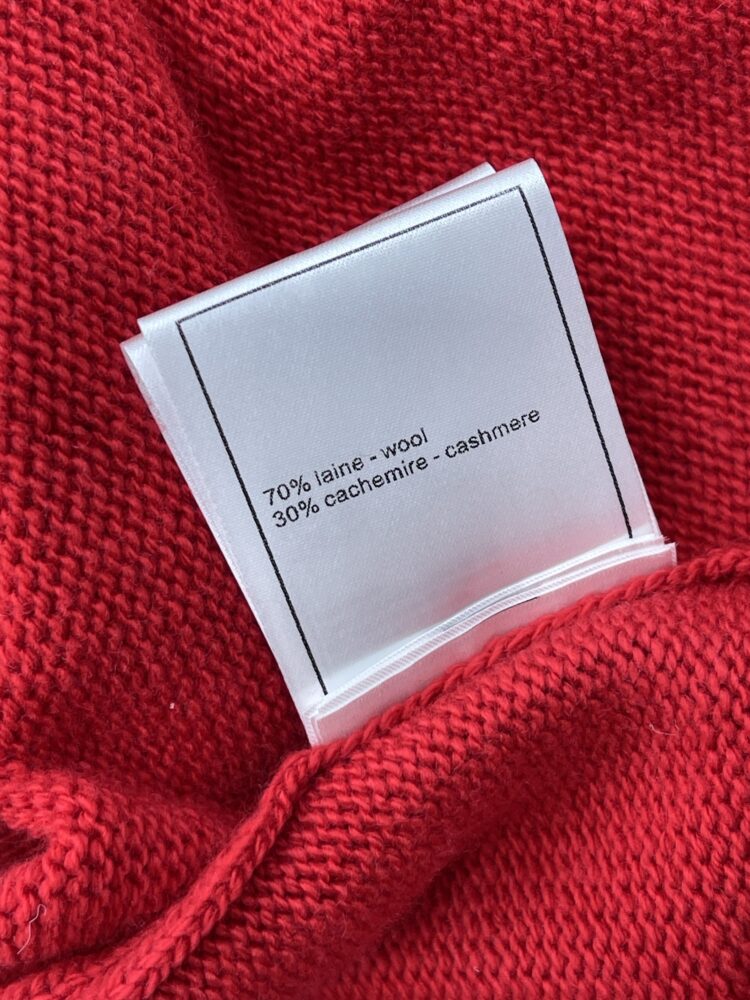 70% laine - wool
30% cachemire - cashmere